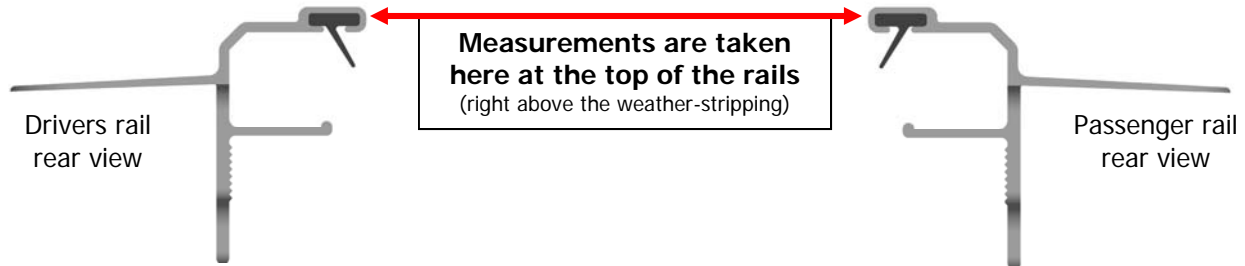 Measurements are taken
here at the top of the rails
(right above the weather-stripping)
Drivers rail
rear view
Passenger rail
rear view